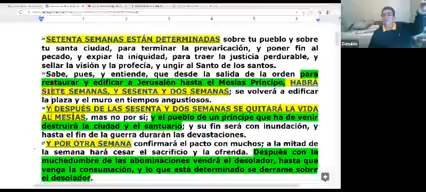 "SETENTA SEMANAS ESTÁN DETERMINADAS sobre tu pueblo y sobre
tu santa ciudad, para terminar la prevaricación, y poner fin al
pecado, y expiar la iniquidad, para traer la justicia perdurable, y
sellar la visión y la profecía, y ungir al Santo de los santos.
"Sabe, pues, y entiende, que desde la salida de la orden para
restaurar y edificar a Jerusalén hasta el Mesías Príncipe, HABRÁ
SIETE SEMANAS, Y SESENTA Y DOS SEMANAS; se volverá a edificar
la plaza y el muro en tiempos angustiosos.
"Y DESPUÉS DE LAS SESENTA Y DOS SEMANAS SE QUITARÁ LA VIDA
AL MESÍAS, mas no por sí; y el pueblo de un príncipe que ha de venir
destruirá la ciudad y el santuario; y su fin será con inundación, y
hasta el fin de la guerra durarán las devastaciones.
"Y POR OTRA SEMANA confirmará el pacto con muchos; a la mitad de
la semana hará cesar el sacrificio y la ofrenda. Después con la
muchedumbre de las abominaciones vendrá el desolador, hasta que
venga la consumación, y lo que está determinado se derrame sobre
el desolador.